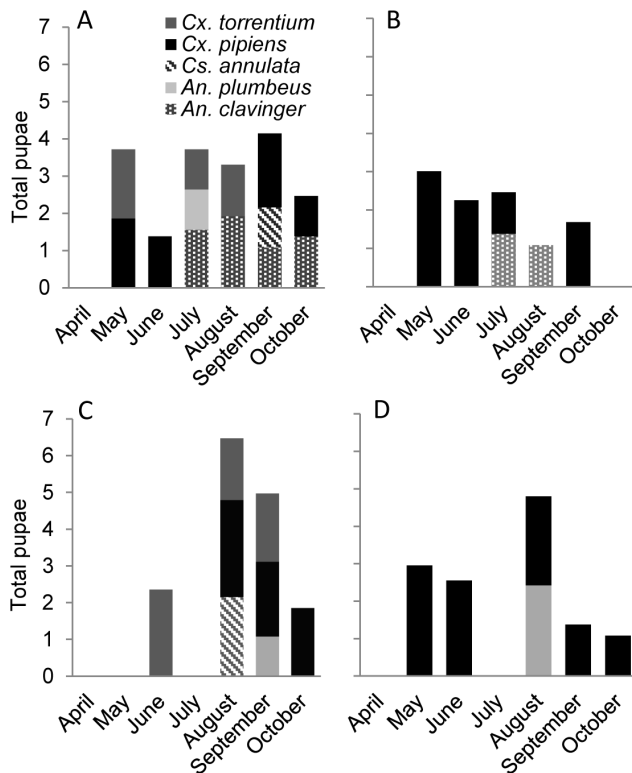 A
B
Cx. torrentium
Cx. pipiens
Cs. annulata
An. plumbeus
An. clavinger
Total pupae
7
6
5
4
3
2
1
0
April
May
June
July
August
September
October
April
May
June
July
August
September
October
C
D
Total pupae
7
6
5
4
3
2
1
0
April
May
June
July
August
September
October
April
May
June
July
August
September
October